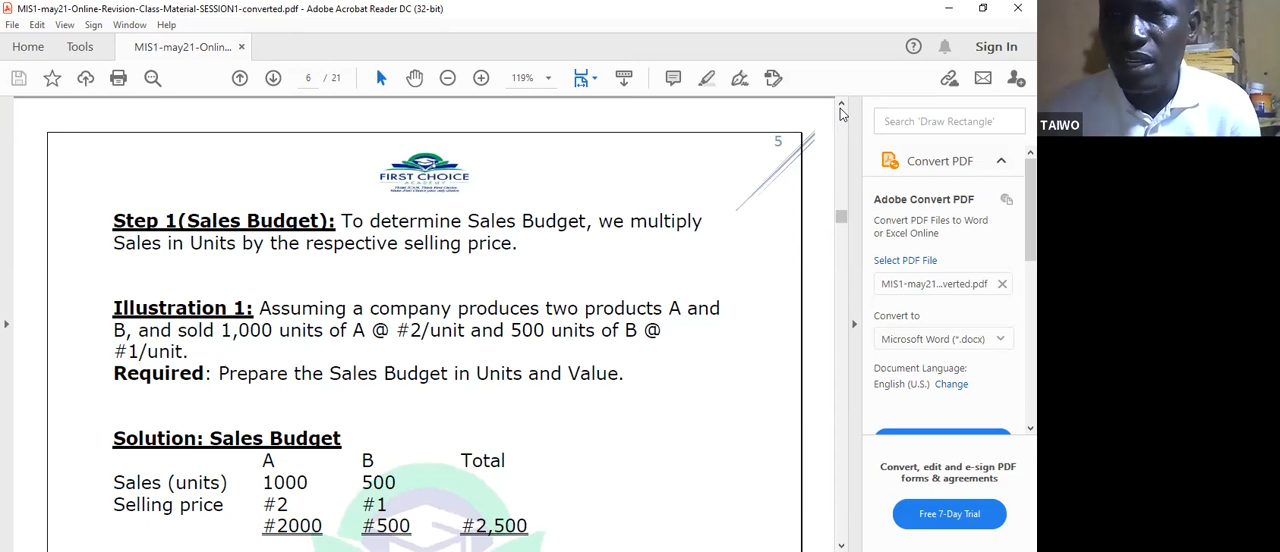 MIS1-may21-Online-Revision-Class-Material-SESSION1-converted.pdf - Adobe Acrobat Reader DC (32-bit)
File Edit View Sign Window Help
Home Tools MIS1-may21-Onlin... Sign In
6 / 21 119%
TAIWO
Search 'Draw Rectangle'
Convert PDF
Adobe Convert PDF
Convert PDF Files to Word
or Excel Online
Select PDF File
MIS1-may21...verted.pdf
Convert to
Microsoft Word (*.docx)
Document Language:
English (U.S.) Change
Convert, edit and e-sign PDF
forms & agreements
Free 7-Day Trial
5
FIRST CHOICE
ACADEMY
Step 1(Sales Budget): To determine Sales Budget, we multiply
Sales in Units by the respective selling price.
Illustration 1: Assuming a company produces two products A and
B, and sold 1,000 units of A @ #2/unit and 500 units of B @
#1/unit.
Required: Prepare the Sales Budget in Units and Value.
Solution: Sales Budget
A B Total
Sales (units) 1000 500
Selling price #2 #1
#2000 #500 #2,500